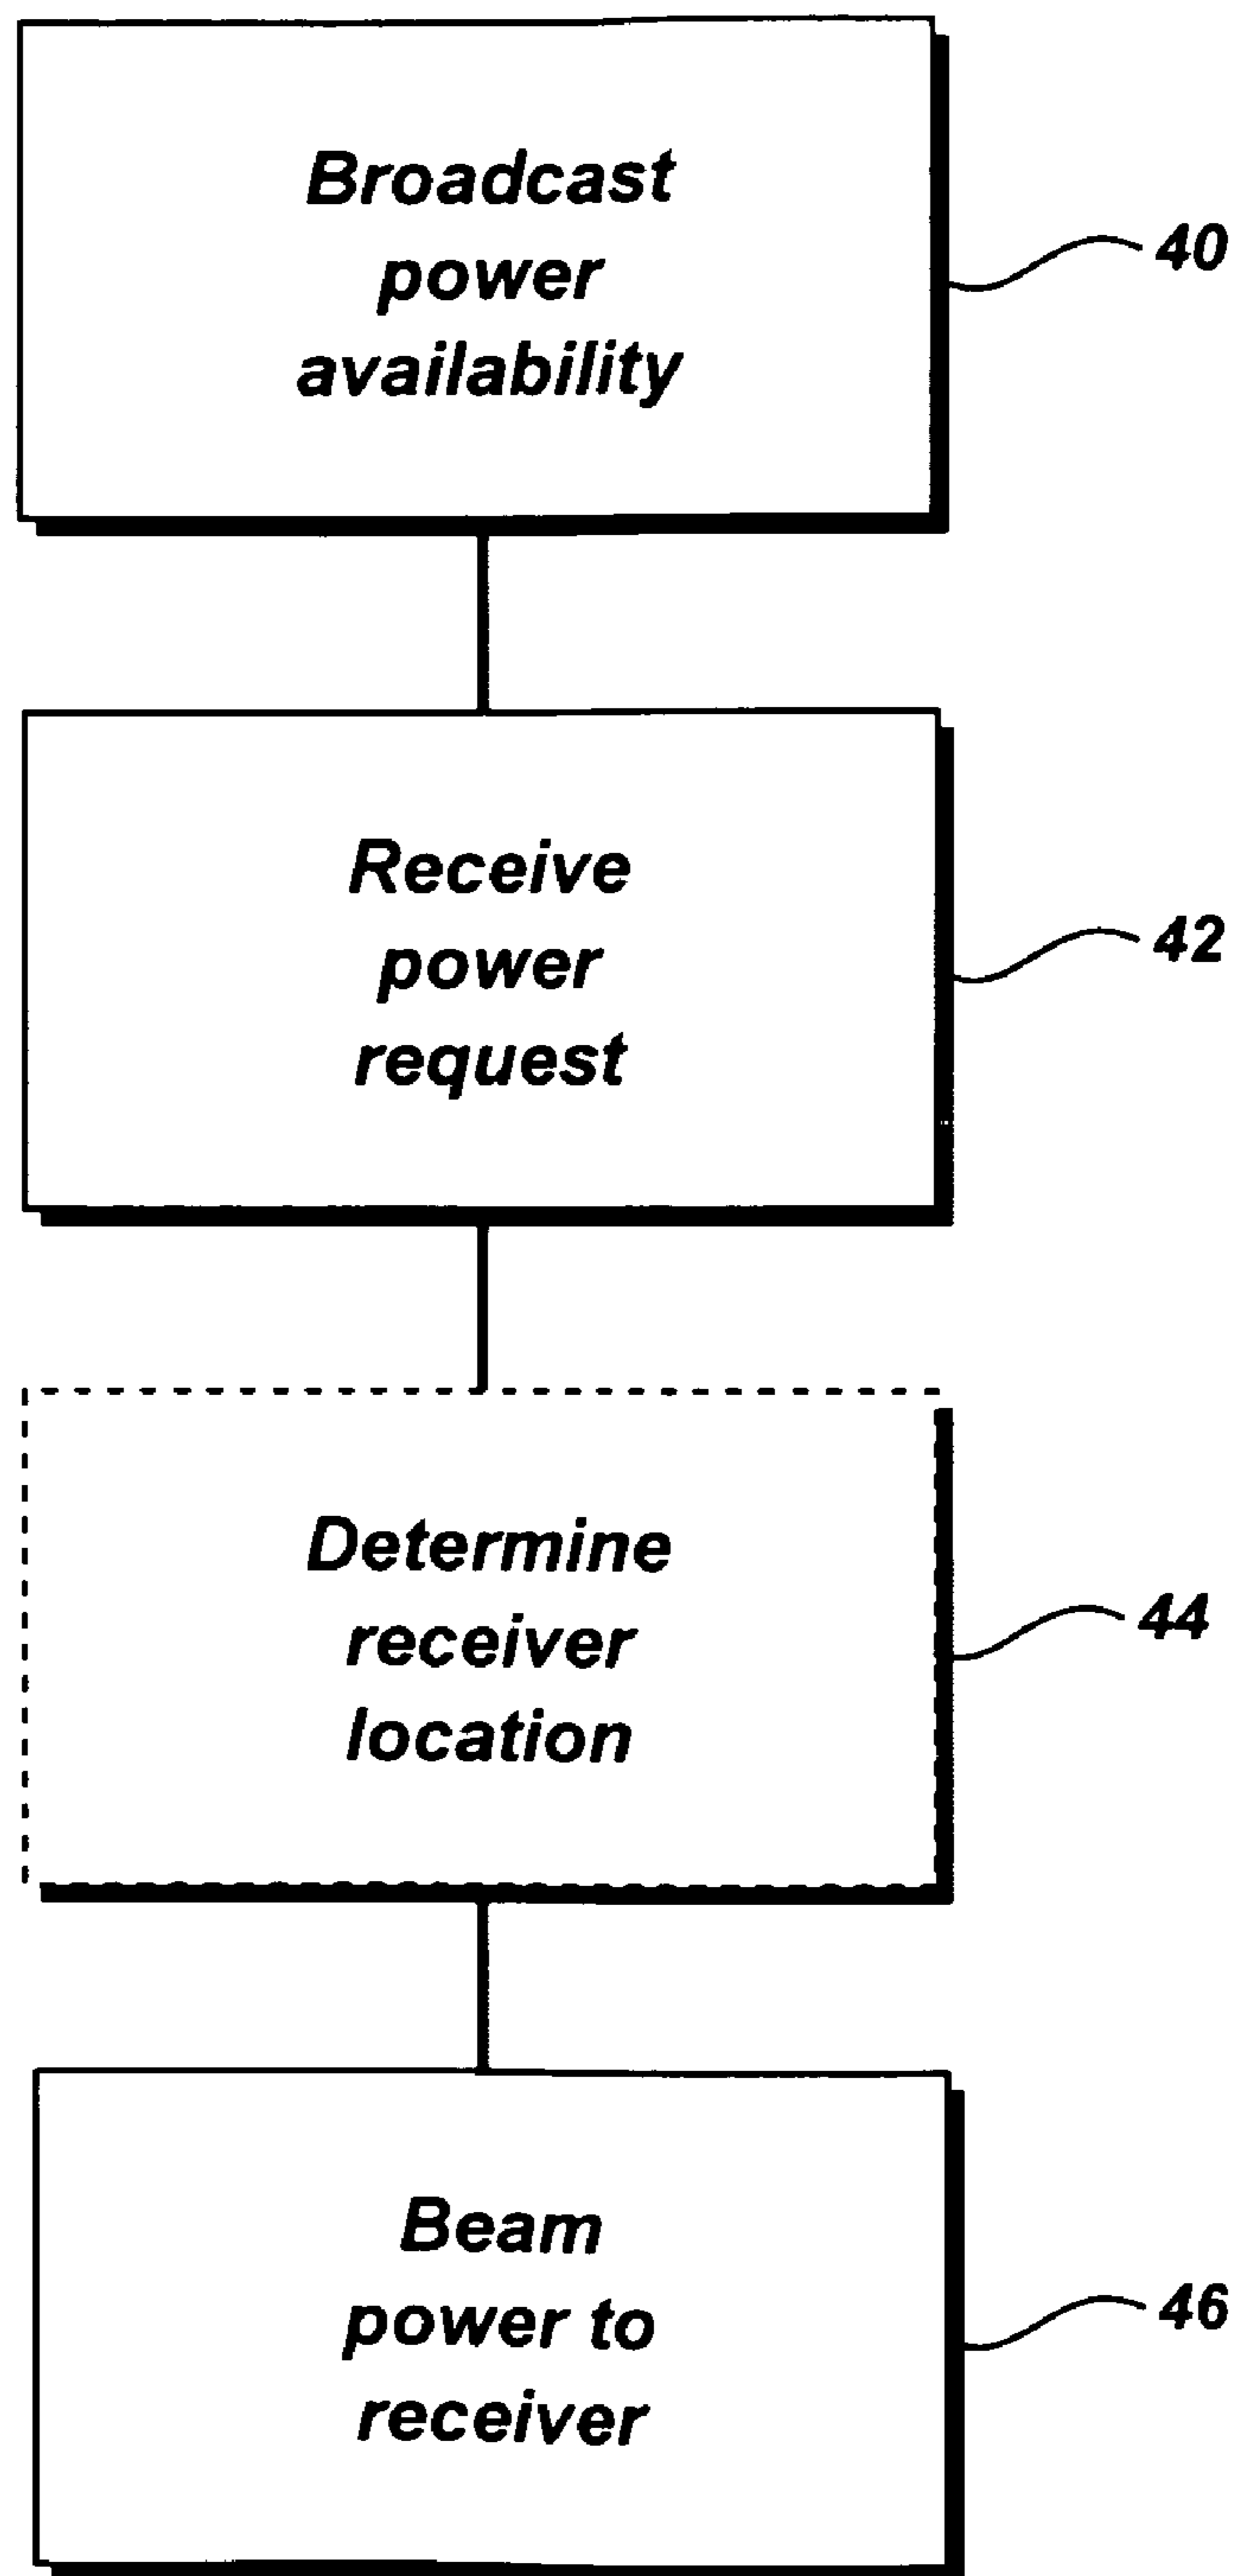 Broadcast
power
availability
40
Receive
power
request
42
Determine
receiver
location
44
Beam
power to
receiver
46